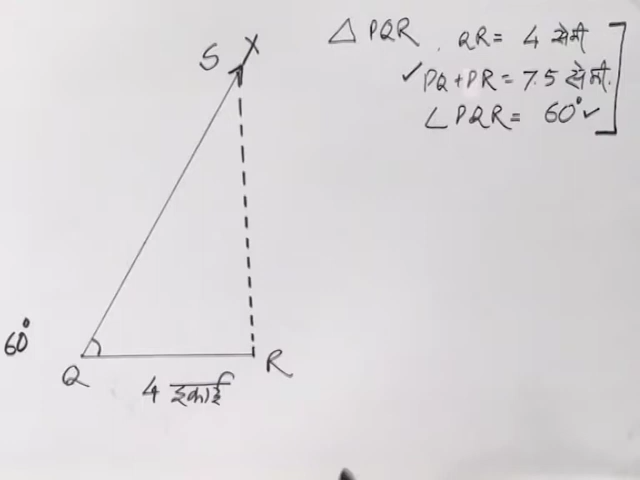 △ PQR, QR = 4 सेमी
✓ PQ + PR = 7.5 सेमी.
∠ PQR = 60° ✓
S X
60°
Q R
4 इकाई